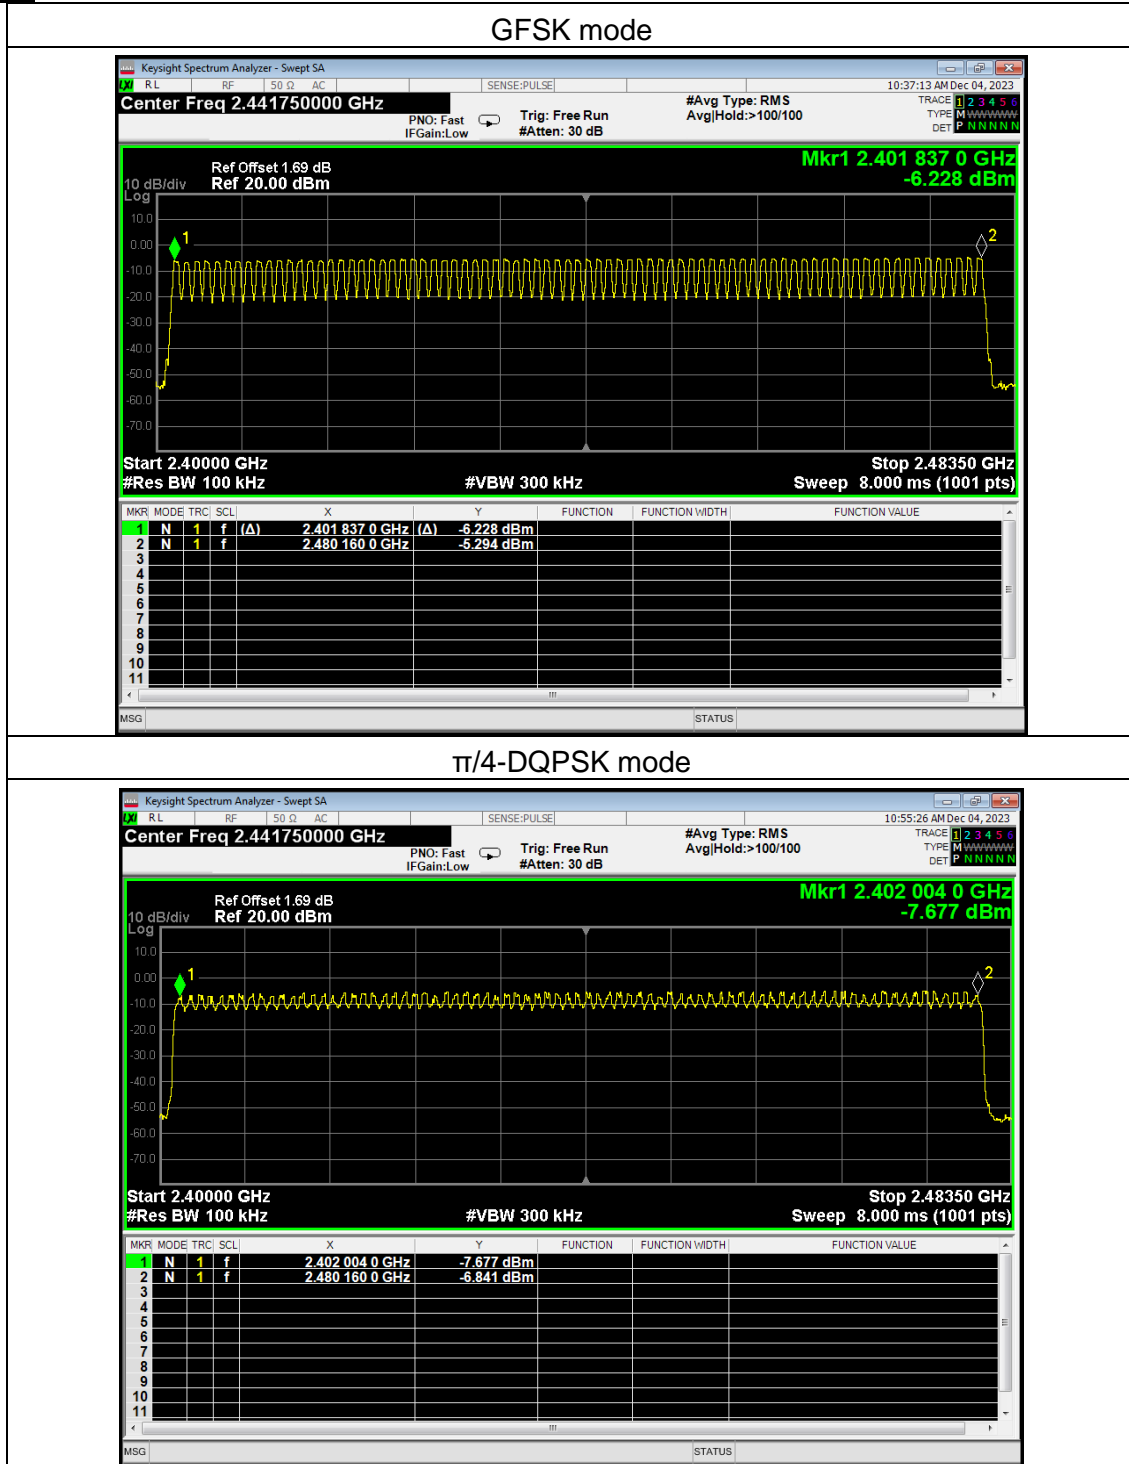 GFSK mode
Keysight Spectrum Analyzer - Swept SA
LXI RL RF 50 Ω AC SENSE:PULSE 10:37:13 AM Dec 04, 2023
Center Freq 2.441750000 GHz #Avg Type: RMS TRACE 1 2 3 4 5 6
PNO: Fast Trig: Free Run Avg|Hold:>100/100 TYPE M WWWWW
IFGain:Low #Atten: 30 dB DET P N N N N N
Mkr1 2.401 837 0 GHz
Ref Offset 1.69 dB
10 dB/div Ref 20.00 dBm -6.228 dBm
Log
10.0
1 2
0.00
-10.0
-20.0
-30.0
-40.0
-50.0
-60.0
-70.0
Start 2.40000 GHz Stop 2.48350 GHz
#Res BW 100 kHz #VBW 300 kHz Sweep 8.000 ms (1001 pts)
MKR MODE TRC SCL X Y FUNCTION FUNCTION WIDTH FUNCTION VALUE
1 N 1 f (Δ) 2.401 837 0 GHz (Δ) -6.228 dBm
2 N 1 f 2.480 160 0 GHz -5.294 dBm
3
4
5
6
7
8
9
10
11
MSG STATUS
π/4-DQPSK mode
Keysight Spectrum Analyzer - Swept SA
LXI RL RF 50 Ω AC SENSE:PULSE 10:55:26 AM Dec 04, 2023
Center Freq 2.441750000 GHz #Avg Type: RMS TRACE 1 2 3 4 5 6
PNO: Fast Trig: Free Run Avg|Hold:>100/100 TYPE M WWWWW
IFGain:Low #Atten: 30 dB DET P N N N N N
Mkr1 2.402 004 0 GHz
Ref Offset 1.69 dB
10 dB/div Ref 20.00 dBm -7.677 dBm
Log
10.0
1 2
0.00
-10.0
-20.0
-30.0
-40.0
-50.0
-60.0
-70.0
Start 2.40000 GHz Stop 2.48350 GHz
#Res BW 100 kHz #VBW 300 kHz Sweep 8.000 ms (1001 pts)
MKR MODE TRC SCL X Y FUNCTION FUNCTION WIDTH FUNCTION VALUE
1 N 1 f 2.402 004 0 GHz -7.677 dBm
2 N 1 f 2.480 160 0 GHz -6.841 dBm
3
4
5
6
7
8
9
10
11
MSG STATUS